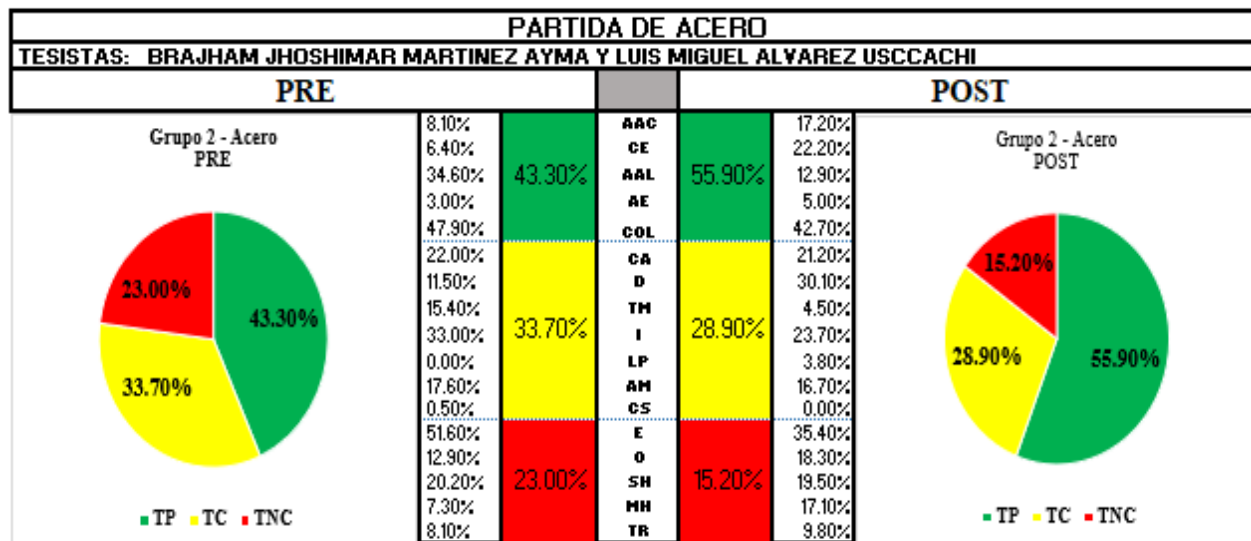 PARTIDA DE ACERO
TESISTAS: BRAJHAM JHOSHIMAR MARTINEZ AYMA Y LUIS MIGUEL ALVAREZ USCCACHI
PRE POST
Grupo 2 - Acero
PRE
23.00%
43.30%
33.70%
TP TC TNC
8.10% AAC 17.20%
6.40% CE 22.20%
34.60% 43.30% AAL 55.90% 12.90%
3.00% AE 5.00%
47.90% COL 42.70%
22.00% CA 21.20%
11.50% D 30.10%
15.40% TM 4.50%
33.00% 33.70% I 28.90% 23.70%
0.00% LP 3.80%
17.60% AM 16.70%
0.50% CS 0.00%
51.60% E 35.40%
12.90% O 18.30%
20.20% 23.00% SH 15.20% 19.50%
7.30% MH 17.10%
8.10% TR 9.80%
Grupo 2 - Acero
POST
15.20%
28.90%
55.90%
TP TC TNC